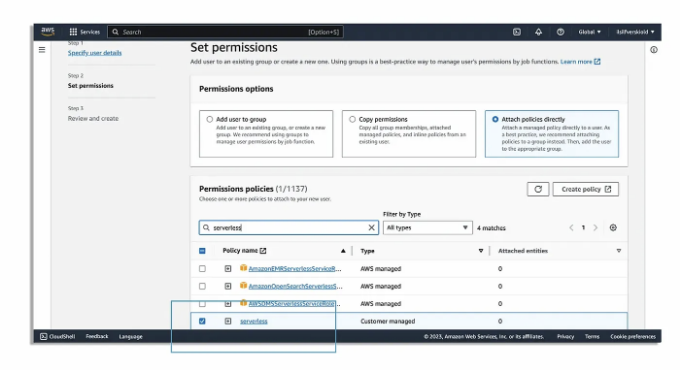 aws
Services
Search
[Option+S]
Global
Step 1
Specify user details
Step 2
Set permissions
Step 3
Review and create
Set permissions
Add user to an existing group or create a new one. Using groups is a best-practice way to manage user's permissions by job functions. Learn more
Permissions options
Add user to group
Add user to an existing group, or create a new
group. We recommend using groups to
manage user permissions by job function.
Copy permissions
Copy all group memberships, attached
managed policies, and inline policies from an
existing user.
Attach policies directly
Attach a managed policy directly to a user. As
a best practice, we recommend attaching
policies to a group instead. Then, add the user
to the appropriate group.
Permissions policies (1/1137)
Choose one or more policies to attach to your new user.
Create policy
Filter by Type
serverless
All types
4 matches
1
Policy name
Type
Attached entities
AmazonEMRServerlessServiceR...
AWS managed
0
AmazonOpenSearchServerlessS...
AWS managed
0
AWSDMSServerlessServiceRole...
AWS managed
0
serverless
Customer managed
0
CloudShell
Feedback
Language
© 2023, Amazon Web Services, Inc. or its affiliates.
Privacy
Terms
Cookie preferences